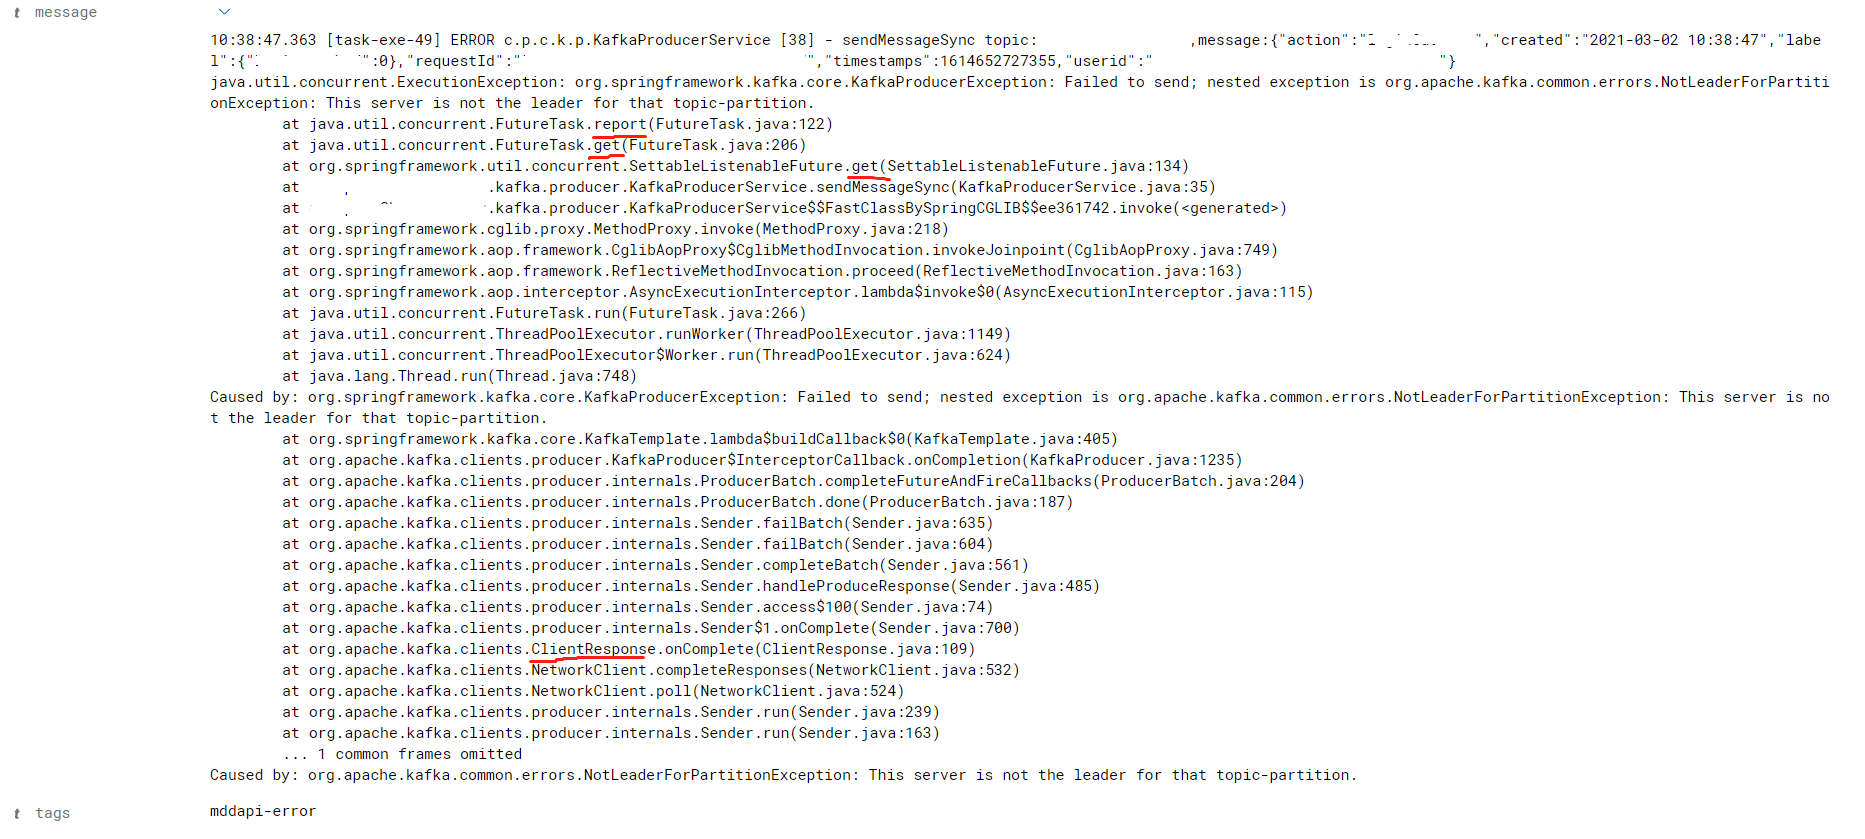 t message
10:38:47.363 [task-exe-49] ERROR c.p.c.k.p.KafkaProducerService [38] - sendMessageSync topic: ,message:{"action":" ","created":"2021-03-02 10:38:47","labe
l":{" ":0},"requestId":" ","timestamps":1614652727355,"userid":" "}
java.util.concurrent.ExecutionException: org.springframework.kafka.core.KafkaProducerException: Failed to send; nested exception is org.apache.kafka.common.errors.NotLeaderForPartiti
onException: This server is not the leader for that topic-partition.
at java.util.concurrent.FutureTask.report(FutureTask.java:122)
at java.util.concurrent.FutureTask.get(FutureTask.java:206)
at org.springframework.util.concurrent.SettableListenableFuture.get(SettableListenableFuture.java:134)
at .kafka.producer.KafkaProducerService.sendMessageSync(KafkaProducerService.java:35)
at .kafka.producer.KafkaProducerService$$FastClassBySpringCGLIB$$ee361742.invoke(<generated>)
at org.springframework.cglib.proxy.MethodProxy.invoke(MethodProxy.java:218)
at org.springframework.aop.framework.CglibAopProxy$CglibMethodInvocation.invokeJoinpoint(CglibAopProxy.java:749)
at org.springframework.aop.framework.ReflectiveMethodInvocation.proceed(ReflectiveMethodInvocation.java:163)
at org.springframework.aop.interceptor.AsyncExecutionInterceptor.lambda$invoke$0(AsyncExecutionInterceptor.java:115)
at java.util.concurrent.FutureTask.run(FutureTask.java:266)
at java.util.concurrent.ThreadPoolExecutor.runWorker(ThreadPoolExecutor.java:1149)
at java.util.concurrent.ThreadPoolExecutor$Worker.run(ThreadPoolExecutor.java:624)
at java.lang.Thread.run(Thread.java:748)
Caused by: org.springframework.kafka.core.KafkaProducerException: Failed to send; nested exception is org.apache.kafka.common.errors.NotLeaderForPartitionException: This server is no
t the leader for that topic-partition.
at org.springframework.kafka.core.KafkaTemplate.lambda$buildCallback$0(KafkaTemplate.java:405)
at org.apache.kafka.clients.producer.KafkaProducer$InterceptorCallback.onCompletion(KafkaProducer.java:1235)
at org.apache.kafka.clients.producer.internals.ProducerBatch.completeFutureAndFireCallbacks(ProducerBatch.java:204)
at org.apache.kafka.clients.producer.internals.ProducerBatch.done(ProducerBatch.java:187)
at org.apache.kafka.clients.producer.internals.Sender.failBatch(Sender.java:635)
at org.apache.kafka.clients.producer.internals.Sender.failBatch(Sender.java:604)
at org.apache.kafka.clients.producer.internals.Sender.completeBatch(Sender.java:561)
at org.apache.kafka.clients.producer.internals.Sender.handleProduceResponse(Sender.java:485)
at org.apache.kafka.clients.producer.internals.Sender.access$100(Sender.java:74)
at org.apache.kafka.clients.producer.internals.Sender$1.onComplete(Sender.java:700)
at org.apache.kafka.clients.ClientResponse.onComplete(ClientResponse.java:109)
at org.apache.kafka.clients.NetworkClient.completeResponses(NetworkClient.java:532)
at org.apache.kafka.clients.NetworkClient.poll(NetworkClient.java:524)
at org.apache.kafka.clients.producer.internals.Sender.run(Sender.java:239)
at org.apache.kafka.clients.producer.internals.Sender.run(Sender.java:163)
... 1 common frames omitted
Caused by: org.apache.kafka.common.errors.NotLeaderForPartitionException: This server is not the leader for that topic-partition.
t tags mddapi-error